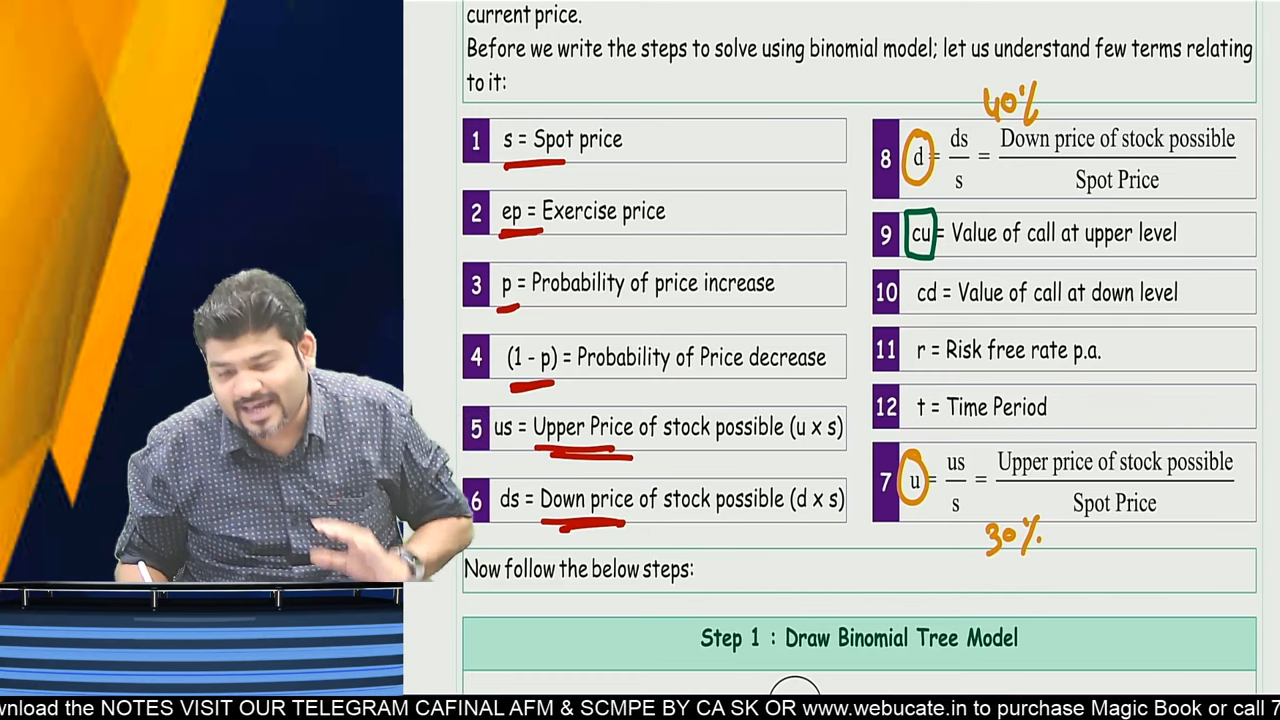 current price.
Before we write the steps to solve using binomial model; let us understand few terms relating
to it:
1 s = Spot price
2 ep = Exercise price
3 p = Probability of price increase
4 (1 - p) = Probability of Price decrease
5 us = Upper Price of stock possible (u x s)
6 ds = Down price of stock possible (d x s)
40%
8 d = ds/s = Down price of stock possible / Spot Price
9 cu = Value of call at upper level
10 cd = Value of call at down level
11 r = Risk free rate p.a.
12 t = Time Period
7 u = us/s = Upper price of stock possible / Spot Price
30%
Now follow the below steps:
Step 1 : Draw Binomial Tree Model
wnload the NOTES VISIT OUR TELEGRAM CAFINAL AFM & SCMPE BY CA SK OR www.webucate.in to purchase Magic Book or call 7